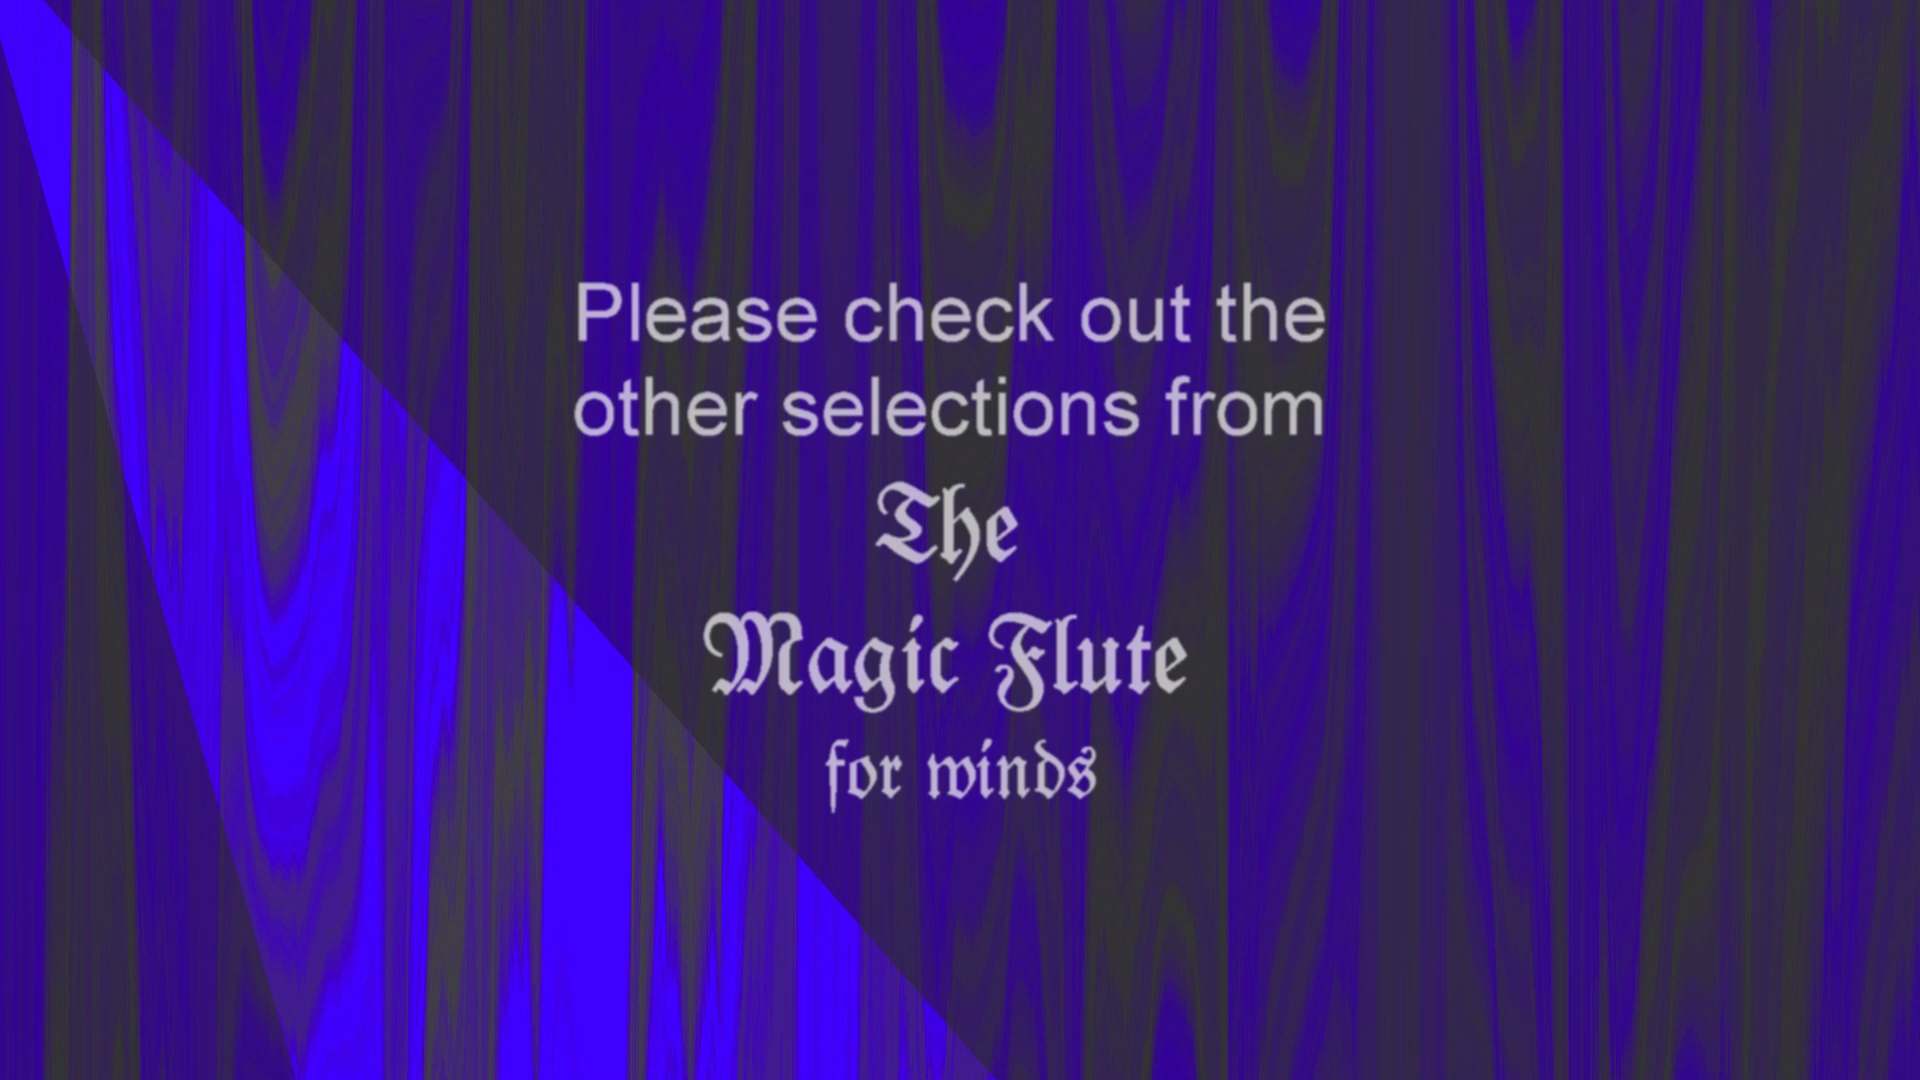 Please check out the
other selections from
The
Magic Flute
for winds